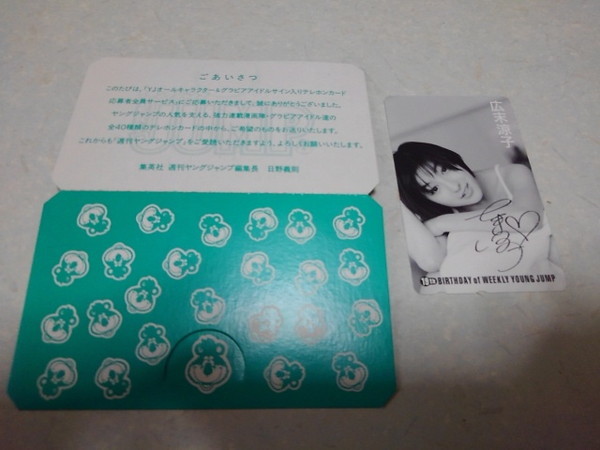 ごあいさつ
このたびは、「YJオールキャラクター&グラビアアイドルサイン入りテレホンカード
応募者全員サービス」にご応募いただきまして、誠にありがとうございました。
ヤングジャンプの人気を支える、強力連載漫画陣・グラビアアイドル達の
全40種類のテレホンカードの中から、ご希望のものをお送りいたします。
これからも「週刊ヤングジャンプ」をご愛読いただきますよう、よろしくお願いいたします。
集英社 週刊ヤングジャンプ編集長 田野義則
広末涼子
BIRTHDAY of WEEKLY YOUNG JUMP